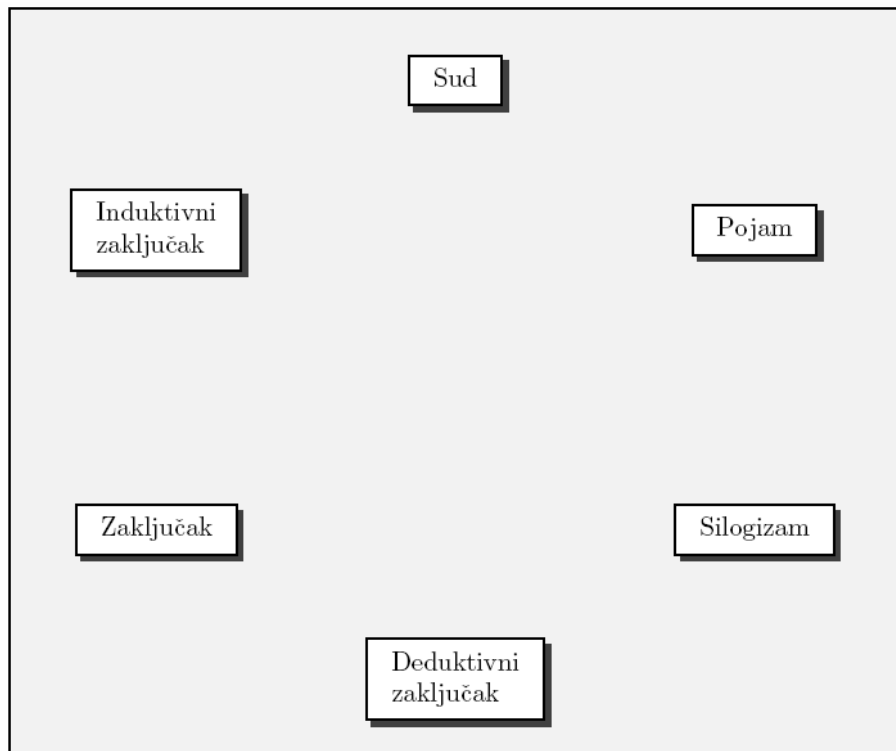 Sud
Induktivni
zaključak
Pojam
Zaključak
Silogizam
Deduktivni
zaključak